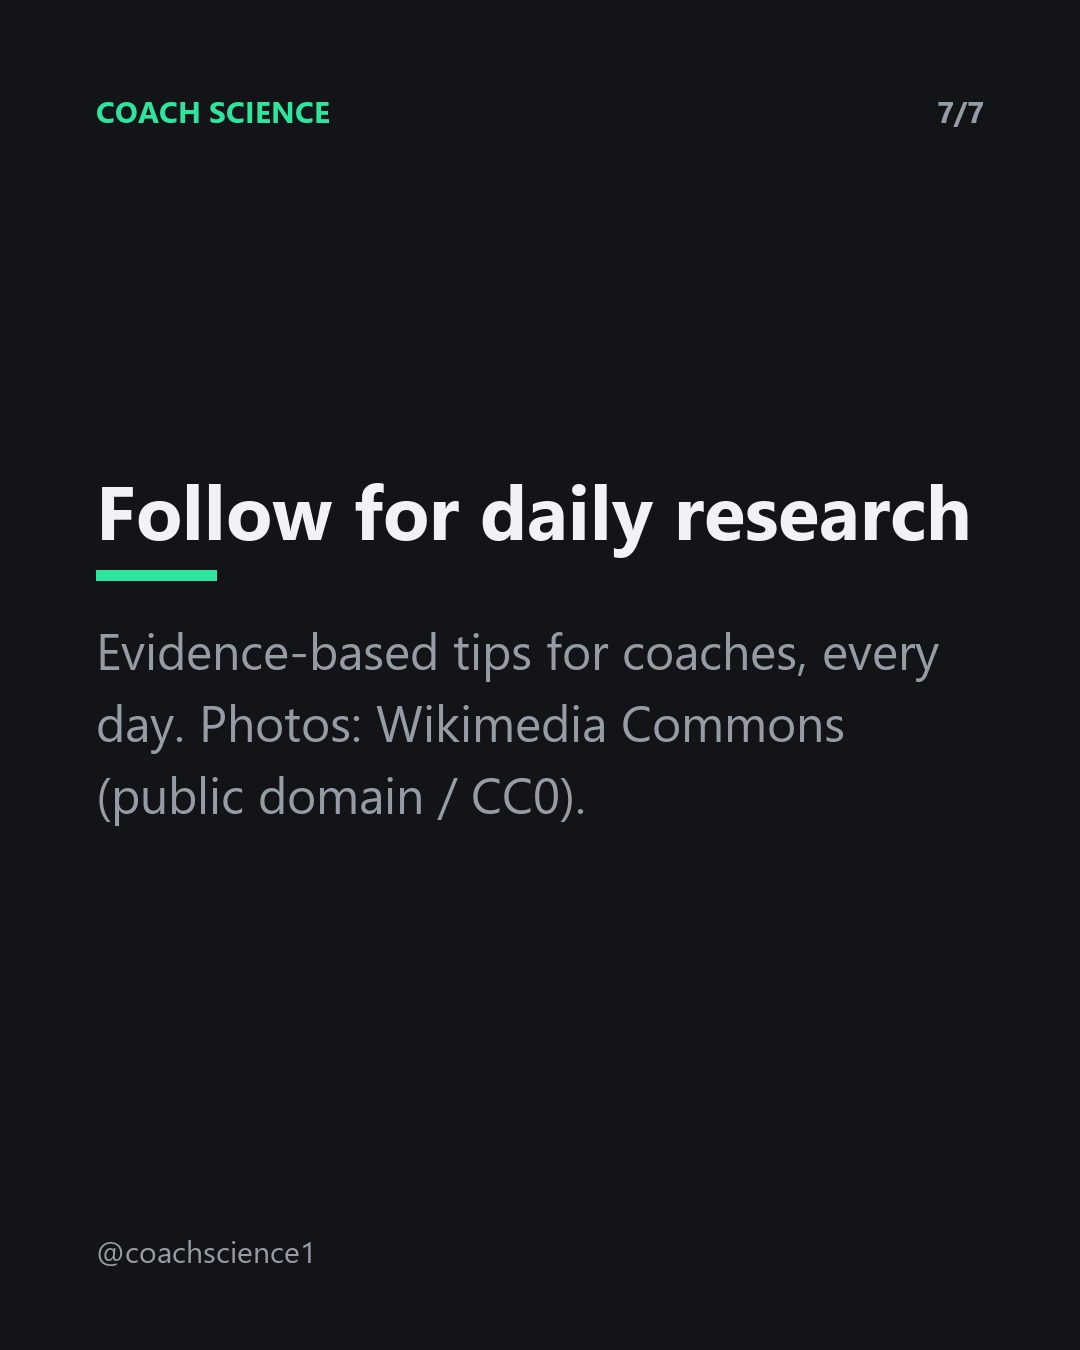 COACH SCIENCE
7/7
Follow for daily research
Evidence-based tips for coaches, every
day. Photos: Wikimedia Commons
(public domain / CC0).
@coachscience1